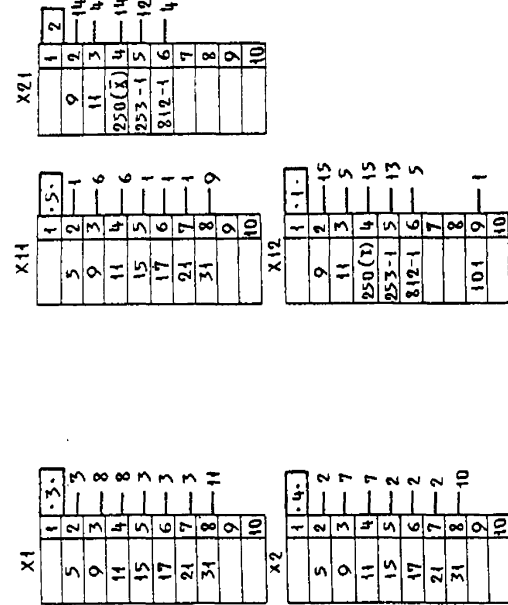 X1
1 ·3·
5 2 3
9 3 8
11 4 8
15 5 3
17 6 3
21 7 3
31 8 11
9
10
X2
1 ·4·
5 2 2
9 3 7
11 4 7
15 5 2
17 6 2
21 7 2
31 8 10
9
10
X11
1 ·5·
5 2 1
9 3 6
11 4 6
15 5 1
17 6 1
21 7 1
31 8 9
9
10
X12
1 ·1·
9 2 15
11 3 5
250(X̄) 4 15
253-1 5 13
812-1 6 5
7
8
101 9 1
10
X21
1 2
9 2 14
11 3 4
250(X̄) 4 14
253-1 5 12
812-1 6 4
7
8
9
10